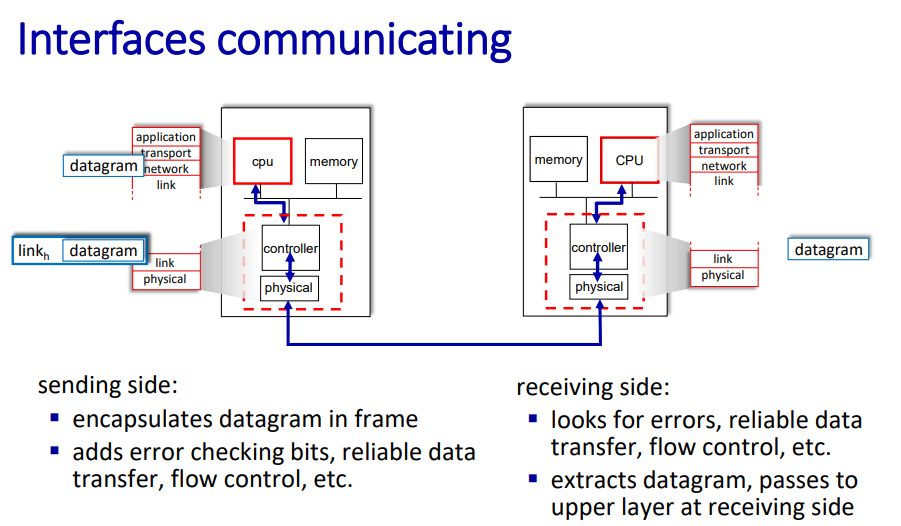 Interfaces communicating
application
transport
datagram
network
link
cpu
memory
memory
CPU
application
transport
network
link
linkh
datagram
link
physical
controller
physical
controller
physical
link
physical
datagram
sending side:
▪ encapsulates datagram in frame
▪ adds error checking bits, reliable data
transfer, flow control, etc.
receiving side:
▪ looks for errors, reliable data
transfer, flow control, etc.
▪ extracts datagram, passes to
upper layer at receiving side